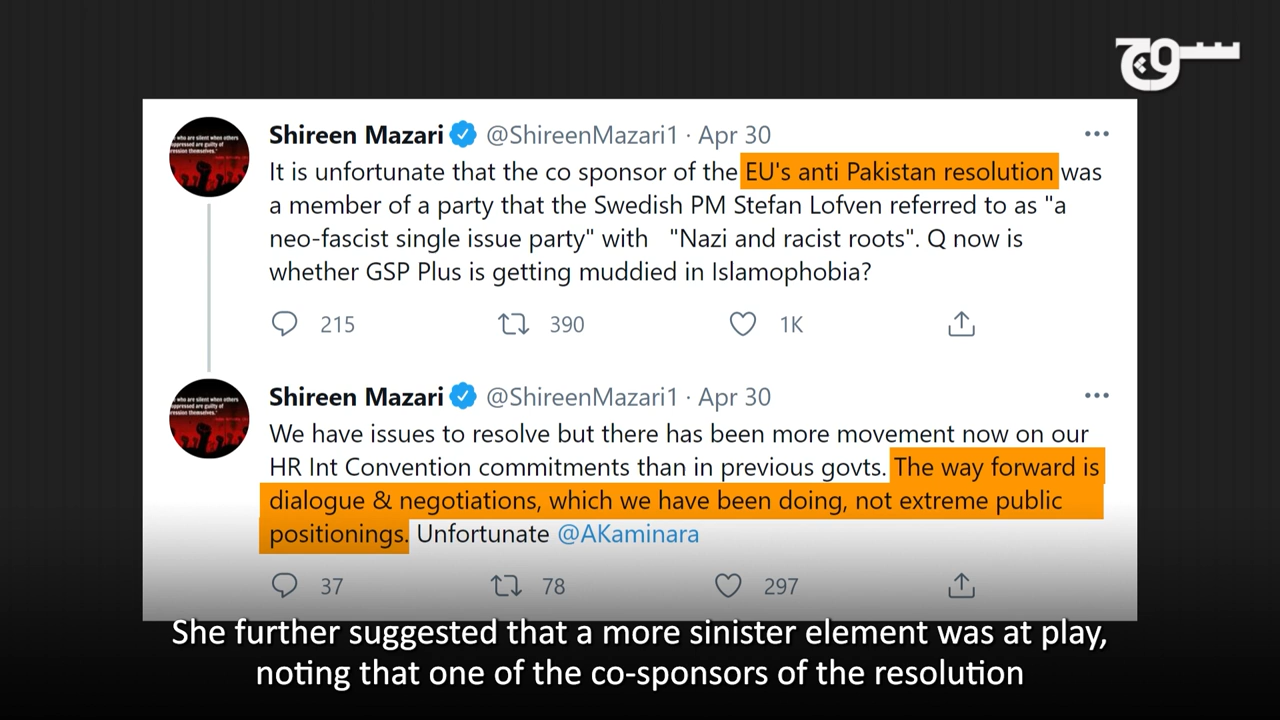 سوچ
Shireen Mazari @ShireenMazari1 · Apr 30
It is unfortunate that the co sponsor of the EU's anti Pakistan resolution was
a member of a party that the Swedish PM Stefan Lofven referred to as "a
neo-fascist single issue party" with "Nazi and racist roots". Q now is
whether GSP Plus is getting muddied in Islamophobia?
215 390 1K
Shireen Mazari @ShireenMazari1 · Apr 30
We have issues to resolve but there has been more movement now on our
HR Int Convention commitments than in previous govts. The way forward is
dialogue & negotiations, which we have been doing, not extreme public
positionings. Unfortunate @AKaminara
37 78 297
She further suggested that a more sinister element was at play,
noting that one of the co-sponsors of the resolution